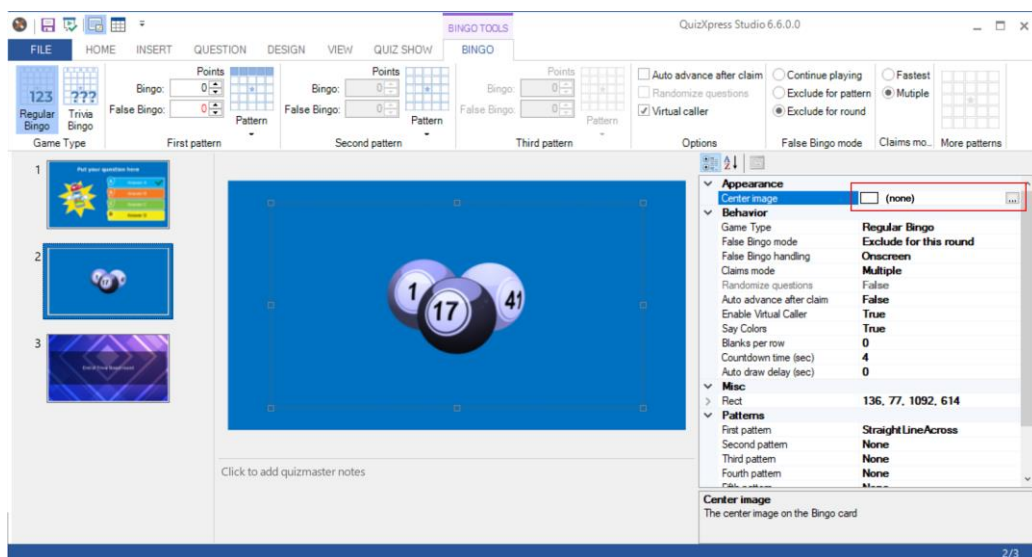 BINGO TOOLS
QuizXpress Studio 6.6.0.0
FILE HOME INSERT QUESTION DESIGN VIEW QUIZ SHOW BINGO
123
Regular Bingo
???
Trivia Bingo
Game Type
Points
Bingo: 0
False Bingo: 0
Pattern
First pattern
Points
Bingo: 0
False Bingo: 0
Pattern
Second pattern
Points
Bingo: 0
False Bingo: 0
Pattern
Third pattern
Auto advance after claim
Randomize questions
Virtual caller
Options
Continue playing
Exclude for pattern
Exclude for round
False Bingo mode
Fastest
Mutiple
Claims mo...
More patterns
1
Put your question here
Answer A
2
17
3
1
17
41
Click to add quizmaster notes
Appearance
Center image (none) ...
Behavior
Game Type Regular Bingo
False Bingo mode Exclude for this round
False Bingo handling Onscreen
Claims mode Multiple
Randomize questions False
Auto advance after claim False
Enable Virtual Caller True
Say Colors True
Blanks per row 0
Countdown time (sec) 4
Auto draw delay (sec) 0
Misc
Rect 136, 77, 1092, 614
Patterns
First pattern StraightLineAcross
Second pattern None
Third pattern None
Fourth pattern None
Center image
The center image on the Bingo card
2/3